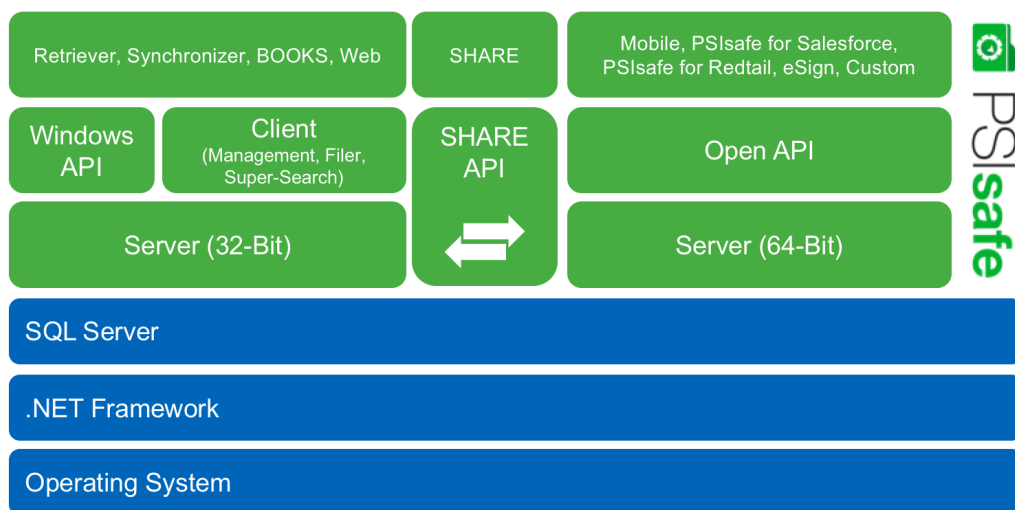 Retriever, Synchronizer, BOOKS, Web
SHARE
Mobile, PSIsafe for Salesforce,
PSIsafe for Redtail, eSign, Custom
Windows
API
Client
(Management, Filer,
Super-Search)
SHARE
API
Open API
Server (32-Bit)
Server (64-Bit)
SQL Server
.NET Framework
Operating System
PSIsafe